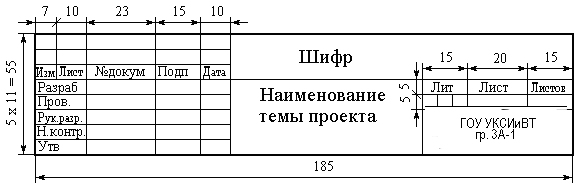 7 10 23 15 10
Шифр
15 20 15
Изм Лист №докум Подп Дата
5 x 11 = 55
Разраб
Пров.
Рук.разр.
Н.контр.
Утв
Наименование
темы проекта
5 5
Лит Лист Листов
ГОУ УКСИиВТ
гр. 3А-1
185